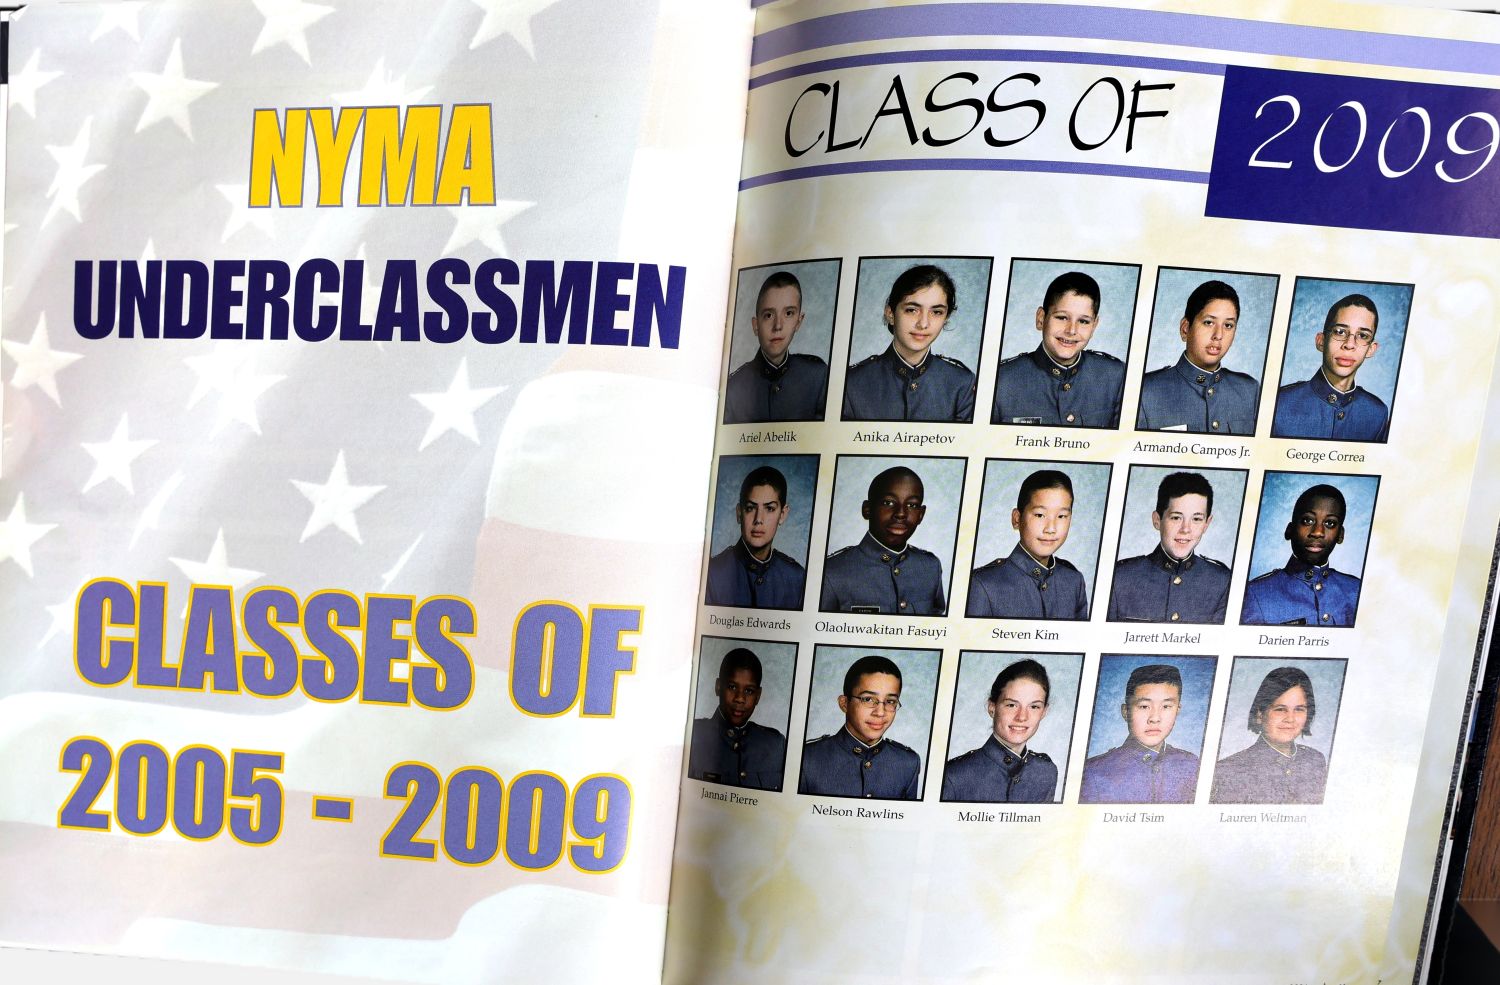 NYMA
UNDERCLASSMEN
CLASSES OF
2005 - 2009
CLASS OF 2009
Ariel Abelik
Anika Airapetov
Frank Bruno
Armando Campos Jr.
George Correa
Douglas Edwards
Olaoluwakitan Fasuyi
Steven Kim
Jarrett Markel
Darien Parris
Jannai Pierre
Nelson Rawlins
Mollie Tillman
David Tsim
Lauren Weltman